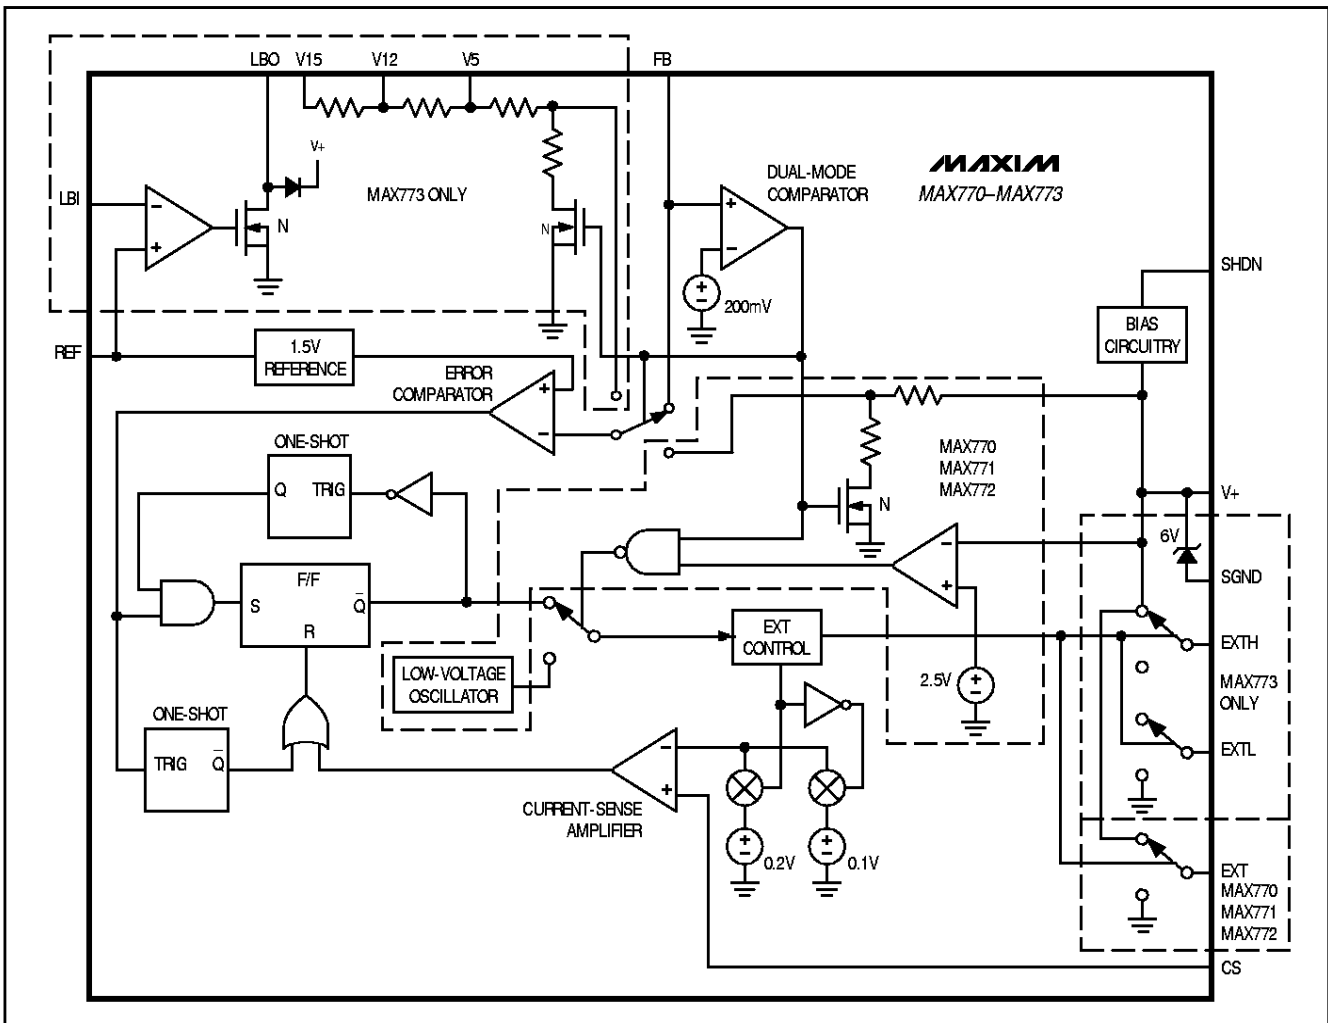 LBO V15 V12 V5 FB
V+
LBI
MAX773 ONLY
N
N
−
+
DUAL-MODE
COMPARATOR
+
−
+
−
200mV
MAXIM
MAX770–MAX773
SHDN
BIAS
CIRCUITRY
REF
1.5V
REFERENCE
ERROR
COMPARATOR
+
−
ONE-SHOT
Q TRIG
MAX770
MAX771
MAX772
N
V+
6V
SGND
−
+
F/F
S Q̅
R
EXT
CONTROL
EXTH
MAX773
ONLY
LOW-VOLTAGE
OSCILLATOR
2.5V
+
−
ONE-SHOT
TRIG Q̅
EXTL
−
+
CURRENT-SENSE
AMPLIFIER
+
−
0.2V
+
−
0.1V
EXT
MAX770
MAX771
MAX772
CS